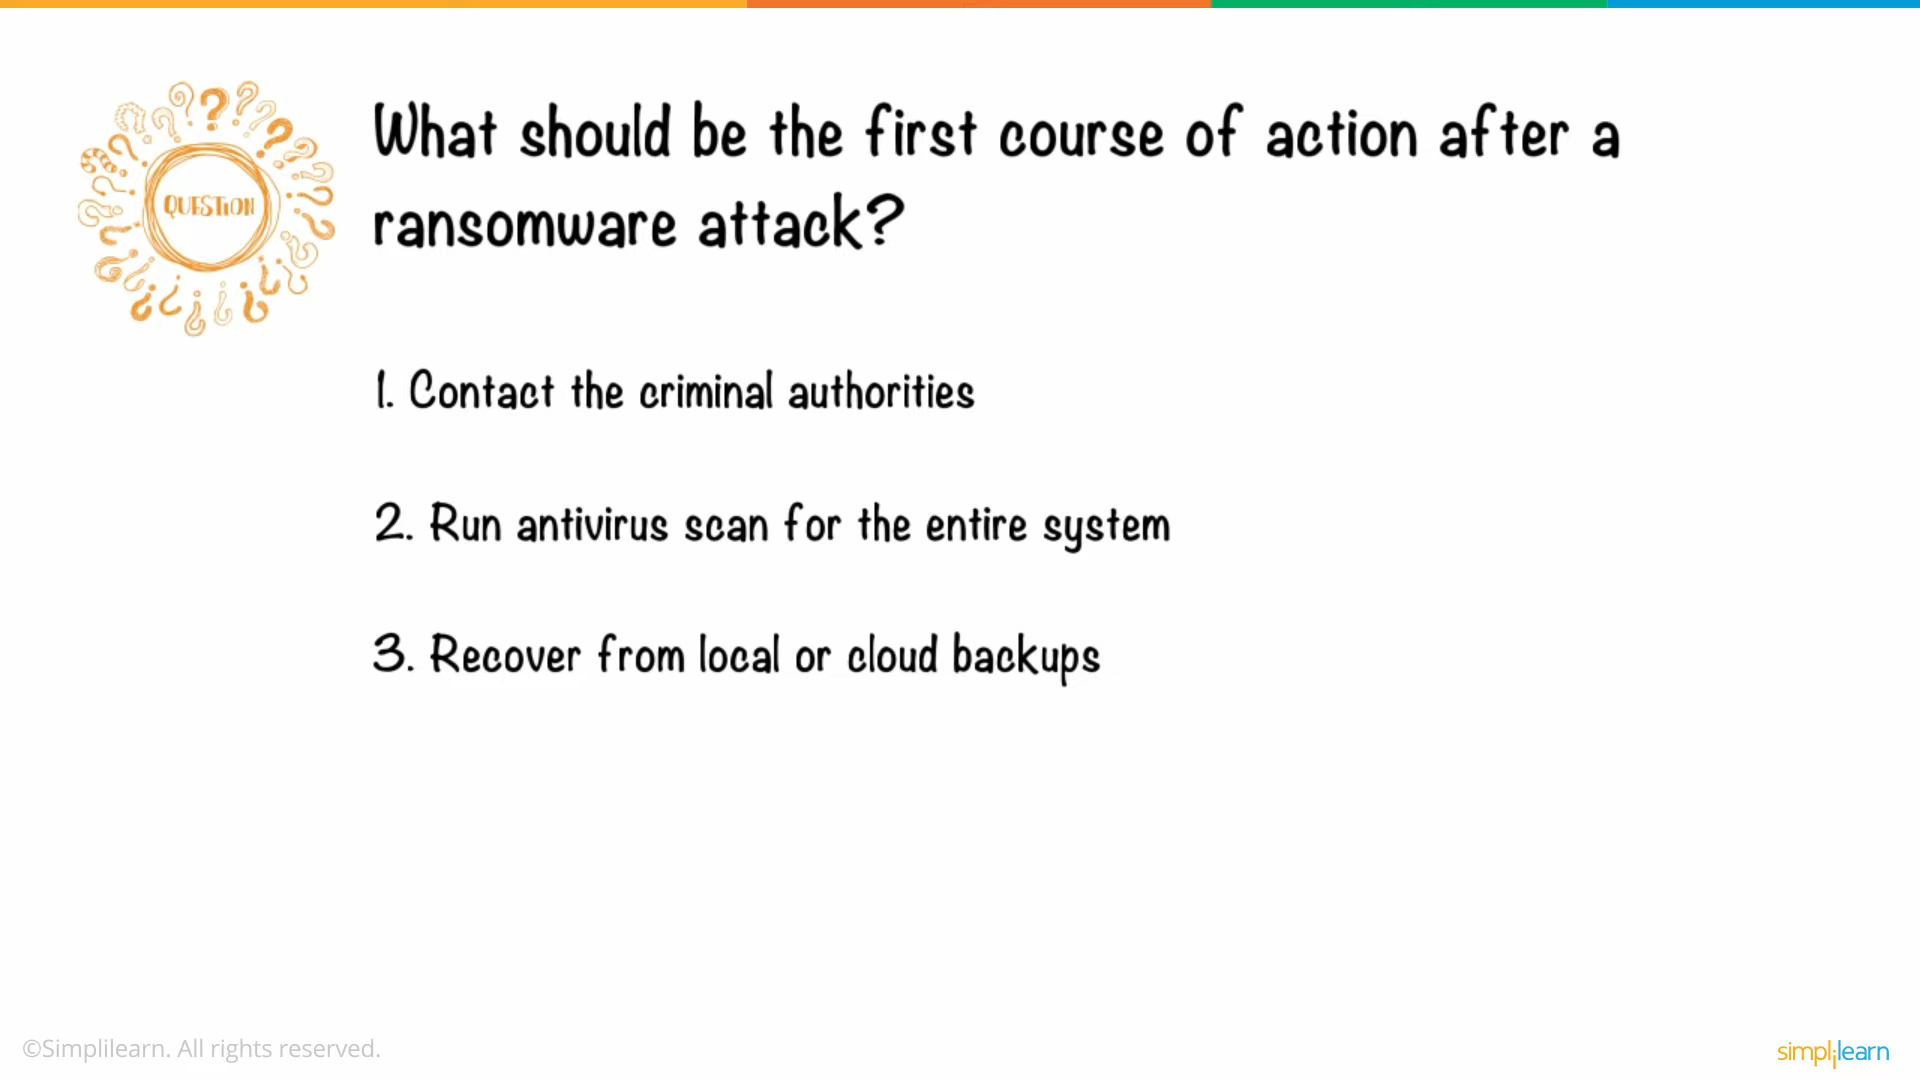 QUESTION
What should be the first course of action after a
ransomware attack?
1. Contact the criminal authorities
2. Run antivirus scan for the entire system
3. Recover from local or cloud backups
©Simplilearn. All rights reserved.
simplilearn